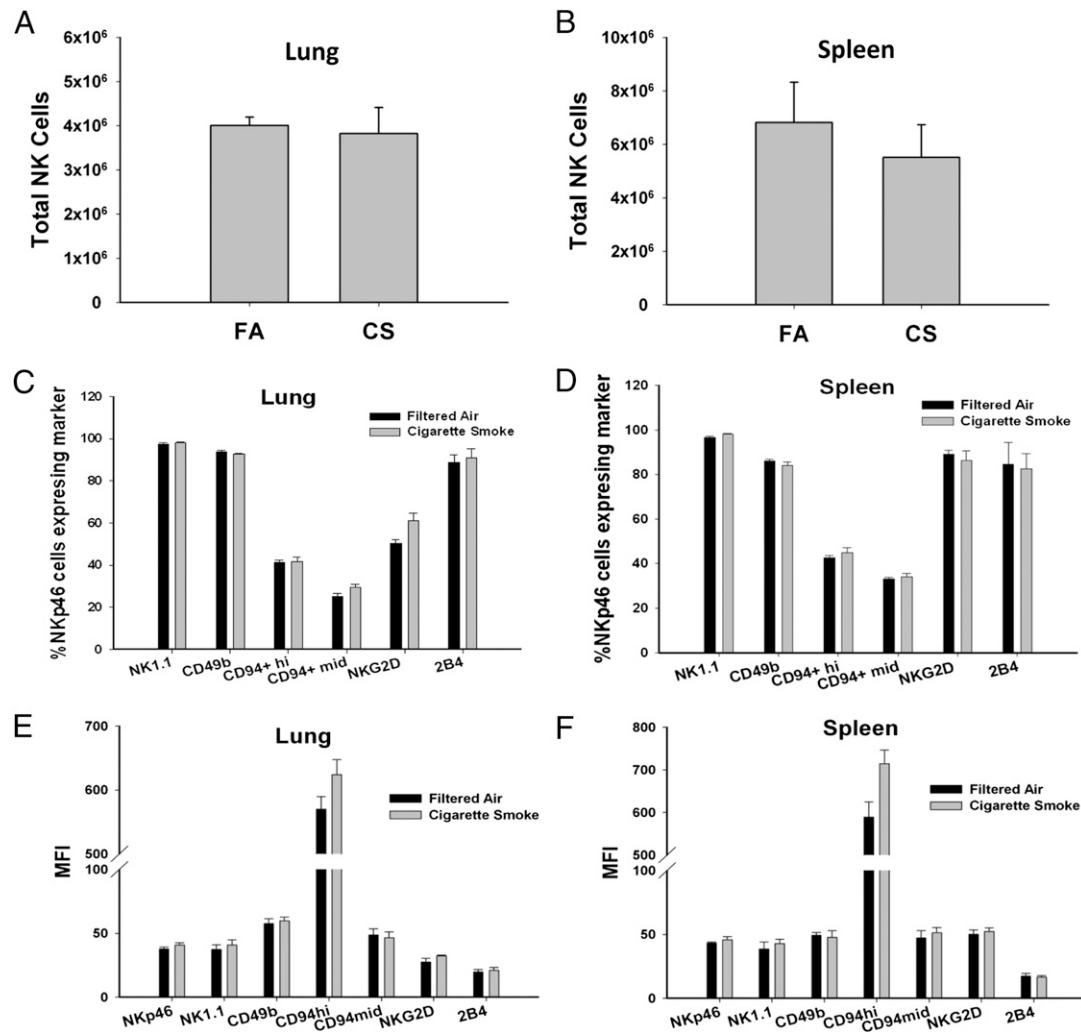 A
Lung
Total NK Cells
6x10⁶
5x10⁶
4x10⁶
3x10⁶
2x10⁶
1x10⁶
0
FA CS
B
Spleen
Total NK Cells
10x10⁶
8x10⁶
6x10⁶
4x10⁶
2x10⁶
0
FA CS
C
Lung
%NKp46 cells expresing marker
120
100
80
60
40
20
0
Filtered Air
Cigarette Smoke
NK1.1 CD49b CD94+ hi CD94+ mid NKG2D 2B4
D
Spleen
%NKp46 cells expresing marker
120
100
80
60
40
20
0
Filtered Air
Cigarette Smoke
NK1.1 CD49b CD94+ hi CD94+ mid NKG2D 2B4
E
Lung
MFI
700
600
500
100
50
0
Filtered Air
Cigarette Smoke
NKp46 NK1.1 CD49b CD94hi CD94mid NKG2D 2B4
F
Spleen
MFI
800
700
600
500
100
50
0
Filtered Air
Cigarette Smoke
NKp46 NK1.1 CD49b CD94hi CD94mid NKG2D 2B4